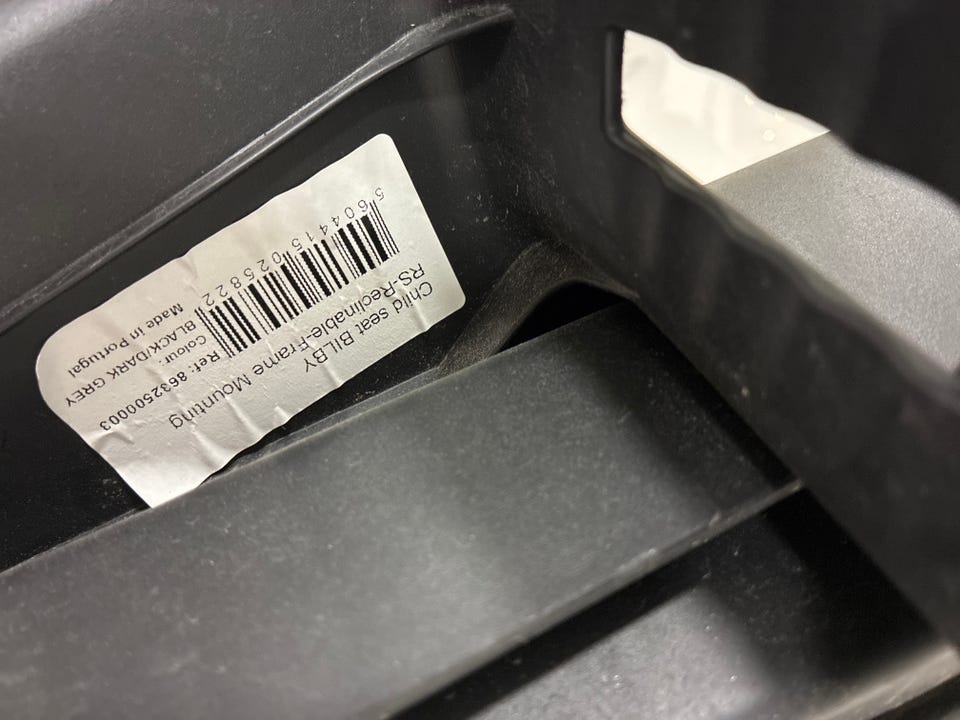 Child seat BILBY
RS-Reclinable-Frame Mounting
5604415025822
Ref: 8632500003
Colour:
BLACK/DARK GREY
Made in Portugal